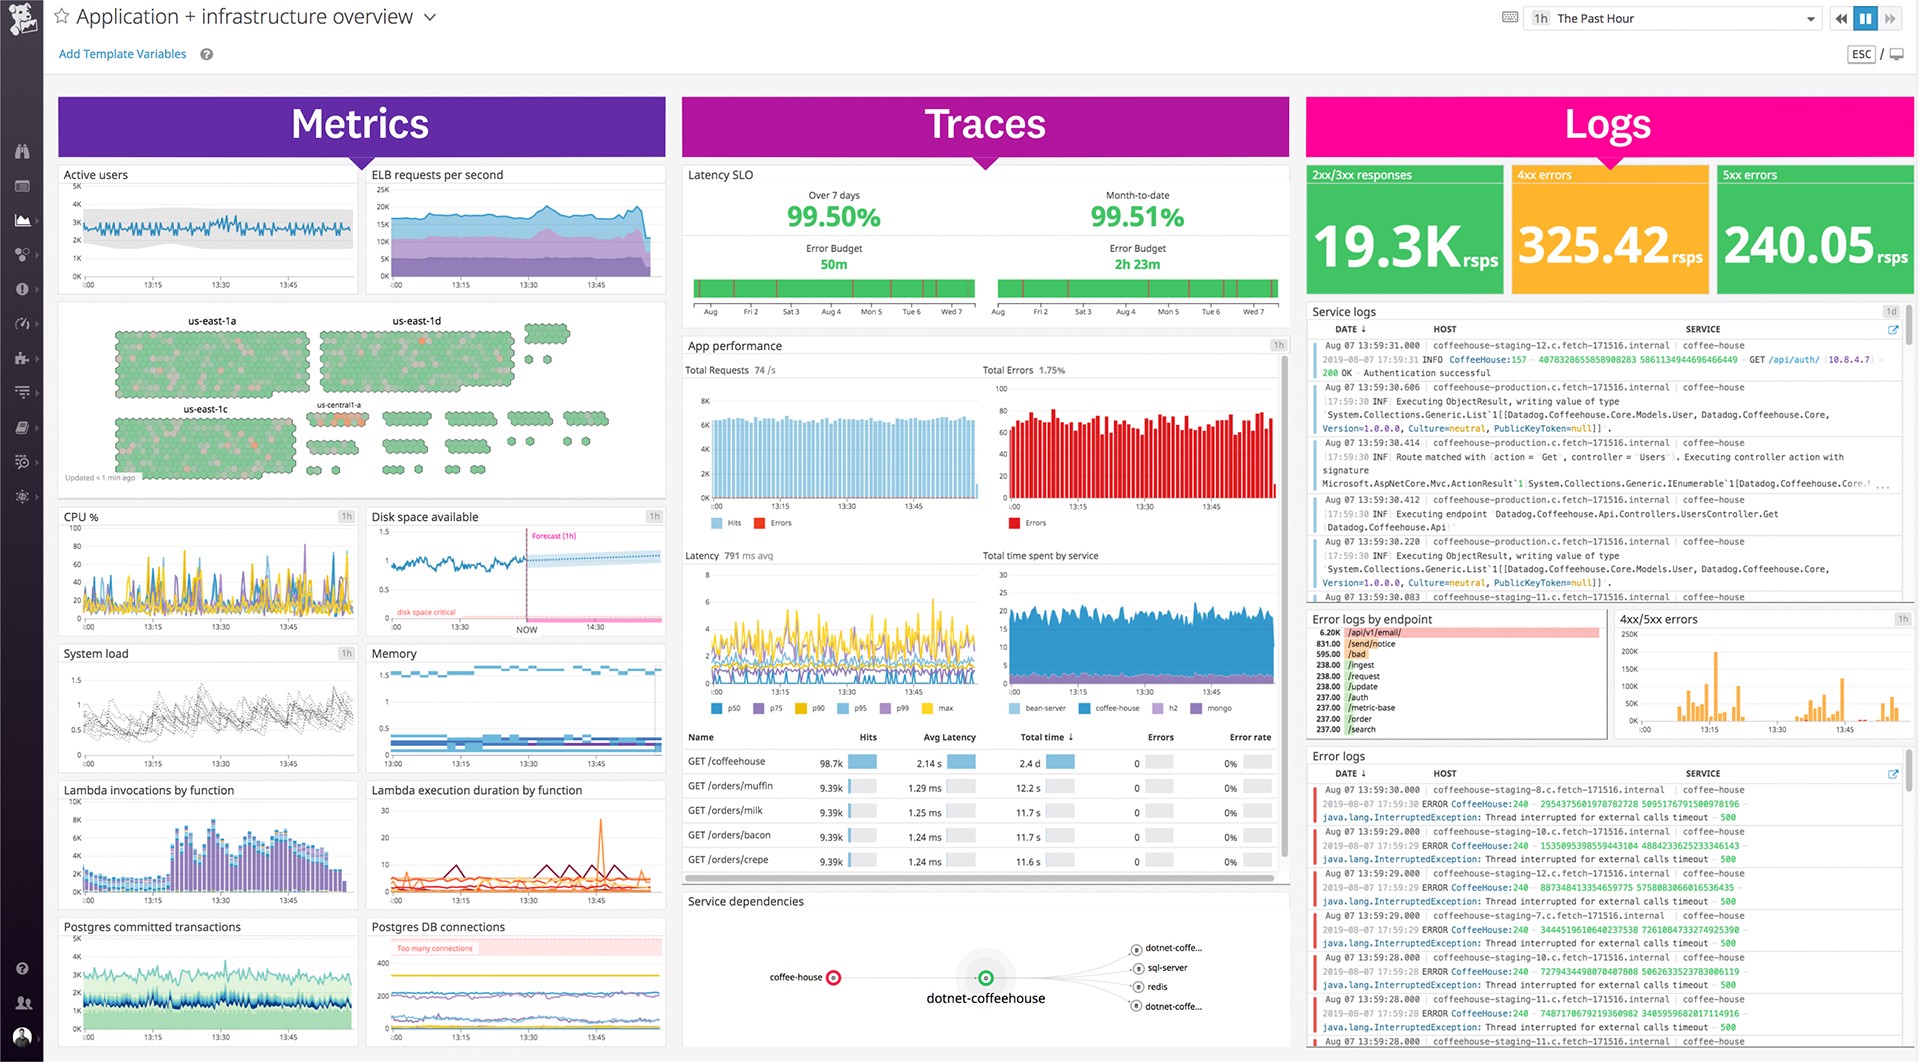 Application + infrastructure overview
1h The Past Hour
Add Template Variables
ESC /
Metrics
Active users
5K
4K
3K
2K
1K
0K
:00 13:15 13:30 13:45
ELB requests per second
25K
20K
15K
10K
5K
0K
:00 13:15 13:30 13:45
us-east-1a
us-east-1d
us-east-1c
us-central1-a
Updated < 1 min ago
CPU %
1h
100
80
60
40
20
0
:00 13:15 13:30 13:45
Disk space available
1h
1.5
1
0.5
0
Forecast (1h)
disk space critical
:00 13:30 NOW 14:30
System load
1h
1.5
1
0.5
0
:00 13:15 13:30 13:45
Memory
1.5
1
0.5
0
13:00 13:15 13:30 13:45
Lambda invocations by function
10K
8K
6K
4K
2K
0K
:00 13:15 13:30 13:45
Lambda execution duration by function
30
20
10
0
:00 13:15 13:30 13:45
Postgres committed transactions
5K
4K
3K
2K
1K
0K
:00 13:15 13:30 13:45
Postgres DB connections
Too many connections
400
200
0
:00 13:15 13:30 13:45
Traces
Latency SLO
Over 7 days
99.50%
Error Budget
50m
Aug Fri 2 Sat 3 Aug Mon 5 Tue 6 Wed 7
Month-to-date
99.51%
Error Budget
2h 23m
Aug Fri 2 Sat 3 Aug Mon 5 Tue 6 Wed 7
App performance
1h
Total Requests 74 /s
8K
6K
4K
2K
0K
:00 13:15 13:30 13:45
Hits Errors
Total Errors 1.75%
100
80
60
40
20
0
:00 13:15 13:30 13:45
Errors
Latency 791 ms avg
8
6
4
2
0
:00 13:15 13:30 13:45
p50 p75 p90 p95 p99 max
Total time spent by service
30
25
20
15
10
5
0
:00 13:15 13:30 13:45
bean-server coffee-house h2 mongo
Name Hits Avg Latency Total time ↓ Errors Error rate
GET /coffeehouse 98.7k 2.14 s 2.4 d 0 0%
GET /orders/muffin 9.39k 1.29 ms 12.2 s 0 0%
GET /orders/milk 9.39k 1.25 ms 11.7 s 0 0%
GET /orders/bacon 9.39k 1.24 ms 11.7 s 0 0%
GET /orders/crepe 9.39k 1.24 ms 11.6 s 0 0%
Service dependencies
coffee-house
dotnet-coffeehouse
dotnet-coffe...
sql-server
redis
dotnet-coffe...
Logs
2xx/3xx responses
19.3K rsps
4xx errors
325.42 rsps
5xx errors
240.05 rsps
Service logs
1d
DATE ↓ HOST SERVICE
Aug 07 13:59:31.000 | coffeehouse-staging-12.c.fetch-171516.internal | coffee-house
2019-08-07 17:59:31 INFO CoffeeHouse:157 - 4078328655858908283 5861134944696466449 - GET /api/auth/ (10.8.4.7) -
200 OK - Authentication successful
Aug 07 13:59:30.606 | coffeehouse-production.c.fetch-171516.internal | coffee-house
[17:59:30 INF] Executing ObjectResult, writing value of type
'System.Collections.Generic.List`1[[Datadog.Coffeehouse.Core.Models.User, Datadog.Coffeehouse.Core,
Version=1.0.0.0, Culture=neutral, PublicKeyToken=null]]'.
Aug 07 13:59:30.414 | coffeehouse-production.c.fetch-171516.internal | coffee-house
[17:59:30 INF] Route matched with {action = "Get", controller = "Users"}. Executing controller action with
signature
Microsoft.AspNetCore.Mvc.ActionResult`1[System.Collections.Generic.IEnumerable`1[Datadog.Coffeehouse.Core. ...
Aug 07 13:59:30.412 | coffeehouse-production.c.fetch-171516.internal | coffee-house
[17:59:30 INF] Executing endpoint 'Datadog.Coffeehouse.Api.Controllers.UsersController.Get
(Datadog.Coffeehouse.Api)'
Aug 07 13:59:30.220 | coffeehouse-production.c.fetch-171516.internal | coffee-house
[17:59:30 INF] Executing ObjectResult, writing value of type
'System.Collections.Generic.List`1[[Datadog.Coffeehouse.Core.Models.User, Datadog.Coffeehouse.Core,
Version=1.0.0.0, Culture=neutral, PublicKeyToken=null]]'.
Aug 07 13:59:30.083 | coffeehouse-staging-11.c.fetch-171516.internal | coffee-house
Error logs by endpoint
6.20K /api/v1/email/
831.00 /send/notice
595.00 /bad
238.00 /ingest
238.00 /request
238.00 /update
237.00 /auth
237.00 /metric-base
237.00 /order
237.00 /search
4xx/5xx errors
1h
250K
200K
150K
100K
50K
0K
:00 13:15 13:30 13:45
Error logs
DATE ↓ HOST SERVICE
Aug 07 13:59:30.000 | coffeehouse-staging-8.c.fetch-171516.internal | coffee-house
2019-08-07 17:59:30 ERROR CoffeeHouse:240 - 2954375601978782728 5095176791500978196 -
java.lang.InterruptedException: Thread interrupted for external calls timeout - 500
Aug 07 13:59:29.000 | coffeehouse-staging-10.c.fetch-171516.internal | coffee-house
2019-08-07 17:59:29 ERROR CoffeeHouse:240 - 1535095398559443104 4884233625233346143 -
java.lang.InterruptedException: Thread interrupted for external calls timeout - 500
Aug 07 13:59:29.000 | coffeehouse-staging-12.c.fetch-171516.internal | coffee-house
2019-08-07 17:59:29 ERROR CoffeeHouse:240 - 887348413354659775 5758083066016536435 -
java.lang.InterruptedException: Thread interrupted for external calls timeout - 500
Aug 07 13:59:29.000 | coffeehouse-staging-7.c.fetch-171516.internal | coffee-house
2019-08-07 17:59:29 ERROR CoffeeHouse:240 - 3444519610640237538 7261084733274925390 -
java.lang.InterruptedException: Thread interrupted for external calls timeout - 500
Aug 07 13:59:28.000 | coffeehouse-staging-10.c.fetch-171516.internal | coffee-house
2019-08-07 17:59:28 ERROR CoffeeHouse:240 - 7279434498070407808 5062633523783006119 -
java.lang.InterruptedException: Thread interrupted for external calls timeout - 500
Aug 07 13:59:28.000 | coffeehouse-staging-11.c.fetch-171516.internal | coffee-house
2019-08-07 17:59:28 ERROR CoffeeHouse:240 - 7487170679219360982 3405959682017114916 -
java.lang.InterruptedException: Thread interrupted for external calls timeout - 500
Aug 07 13:59:28.000 | coffeehouse-staging-11.c.fetch-171516.internal | coffee-house